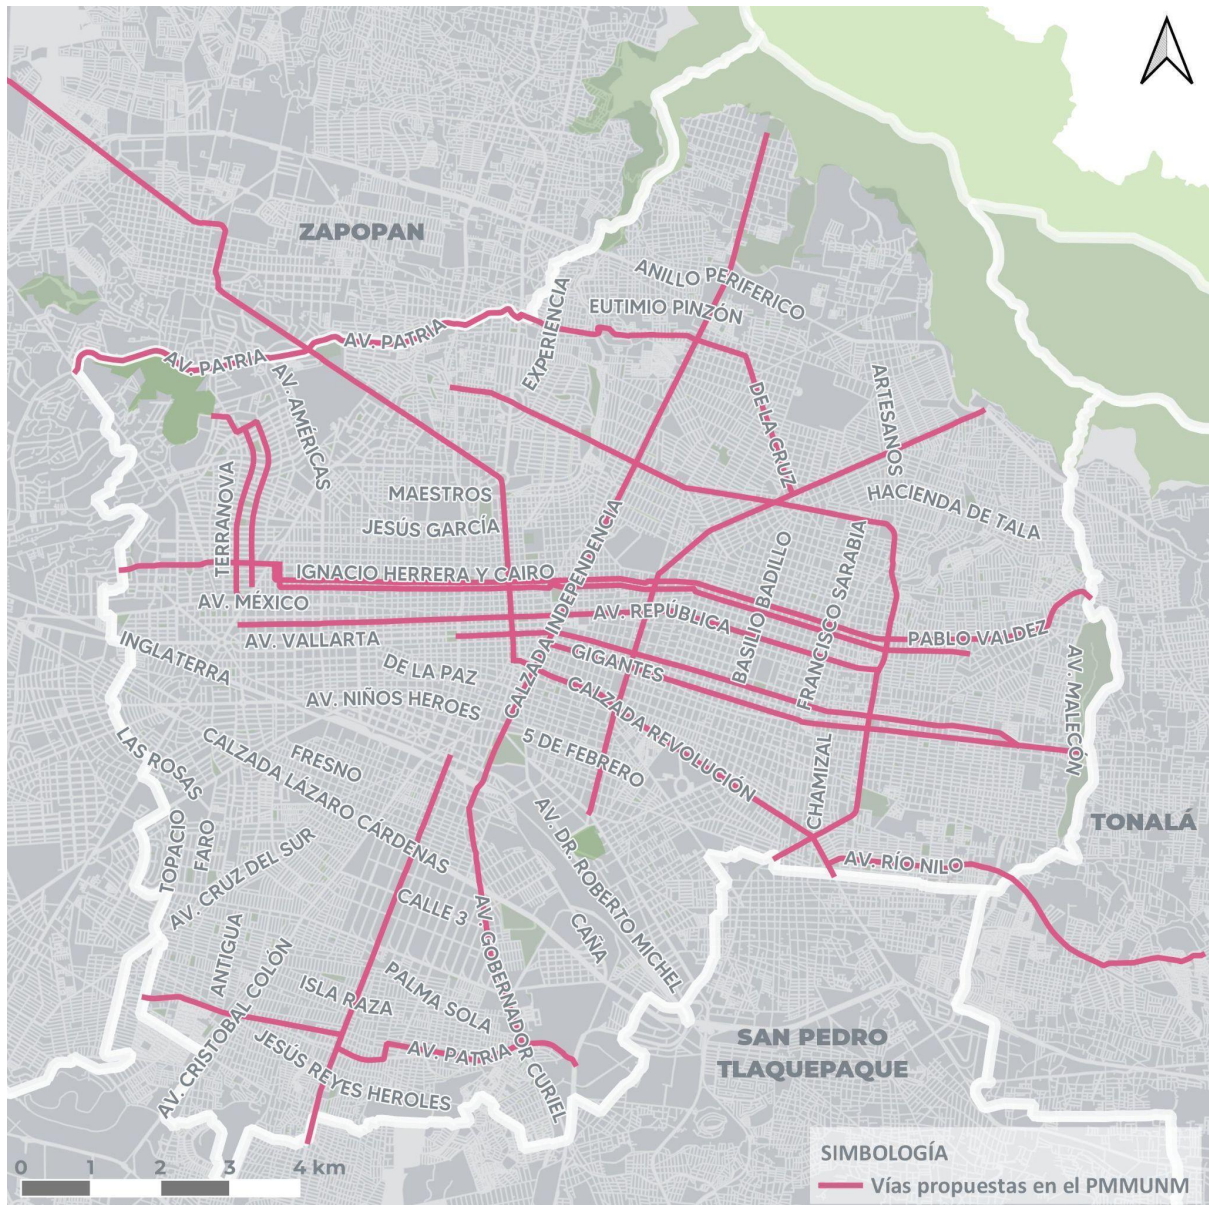 ZAPOPAN
ANILLO PERIFERICO
EUTIMIO PINZÓN
EXPERIENCIA
AV. PATRIA
AV. PATRIA
AV. AMÉRICAS
DE LA CRUZ
ARTESANOS
TERRANOVA
MAESTROS
JESÚS GARCÍA
HACIENDA DE TALA
CALZADA INDEPENDENCIA
BASILIO BADILLO
FRANCISCO SARABIA
IGNACIO HERRERA Y CAIRO
AV. MÉXICO
AV. REPÚBLICA
PABLO VALDEZ
AV. VALLARTA
INGLATERRA
GIGANTES
DE LA PAZ
AV. MALECÓN
AV. NIÑOS HEROES
CALZADA REVOLUCIÓN
LAS ROSAS
FRESNO
5 DE FEBRERO
CHAMIZAL
CALZADA LÁZARO CÁRDENAS
TONALÁ
TOPACIO
FARO
AV. DR. ROBERTO MICHEL
AV. RÍO NILO
AV. CRUZ DEL SUR
CALLE 3
AV. GOBERNADOR CURIEL
CAÑA
ANTIGUA
AV. CRISTOBAL COLÓN
ISLA RAZA
PALMA SOLA
SAN PEDRO
TLAQUEPAQUE
JESÚS REYES HEROLES
AV. PATRIA
SIMBOLOGÍA
Vías propuestas en el PMMUNM
0 1 2 3 4 km